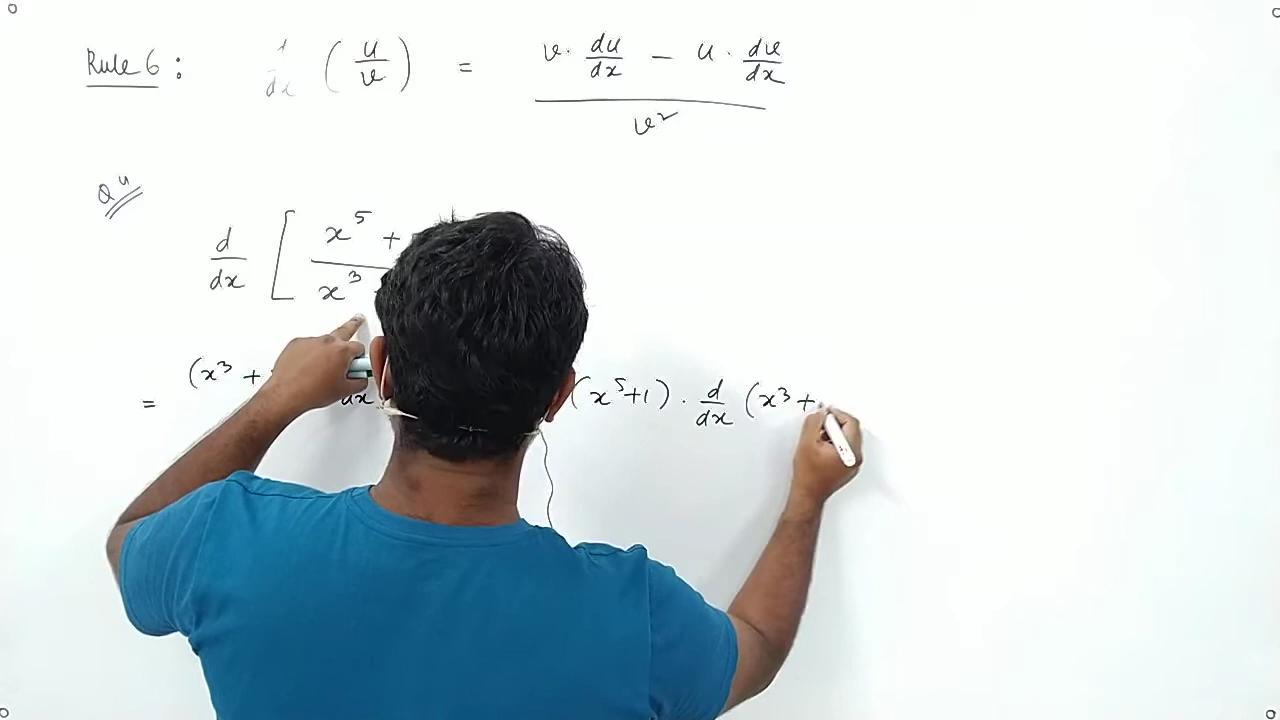 Rule 6 : d/dx (u/v) = (v · du/dx − u · dv/dx) / v²
Qu
d/dx [ x⁵ + / x³
= (x³ + dx (x⁵+1) · d/dx (x³+